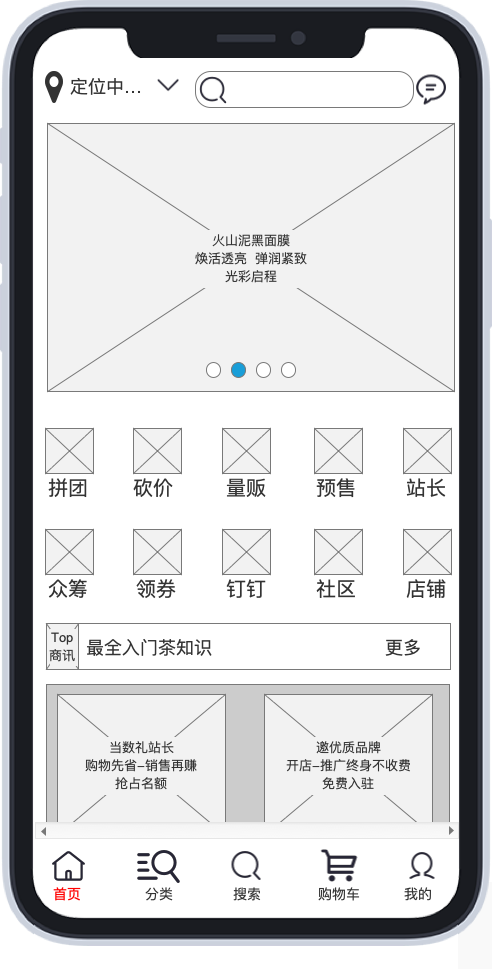 定位中...
火山泥黑面膜
焕活透亮 弹润紧致
光彩启程
拼团 砍价 量贩 预售 站长
众筹 领券 钉钉 社区 店铺
Top
商讯
最全入门茶知识 更多
当数礼站长
购物先省-销售再赚
抢占名额
邀优质品牌
开店-推广终身不收费
免费入驻
首页 分类 搜索 购物车 我的